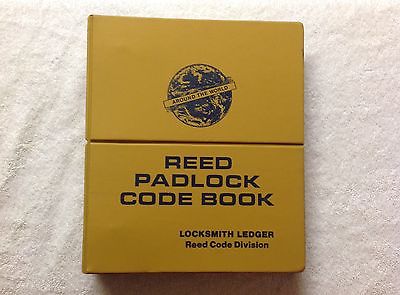 AROUND THE WORLD
REED
PADLOCK
CODE BOOK
LOCKSMITH LEDGER
Reed Code Division